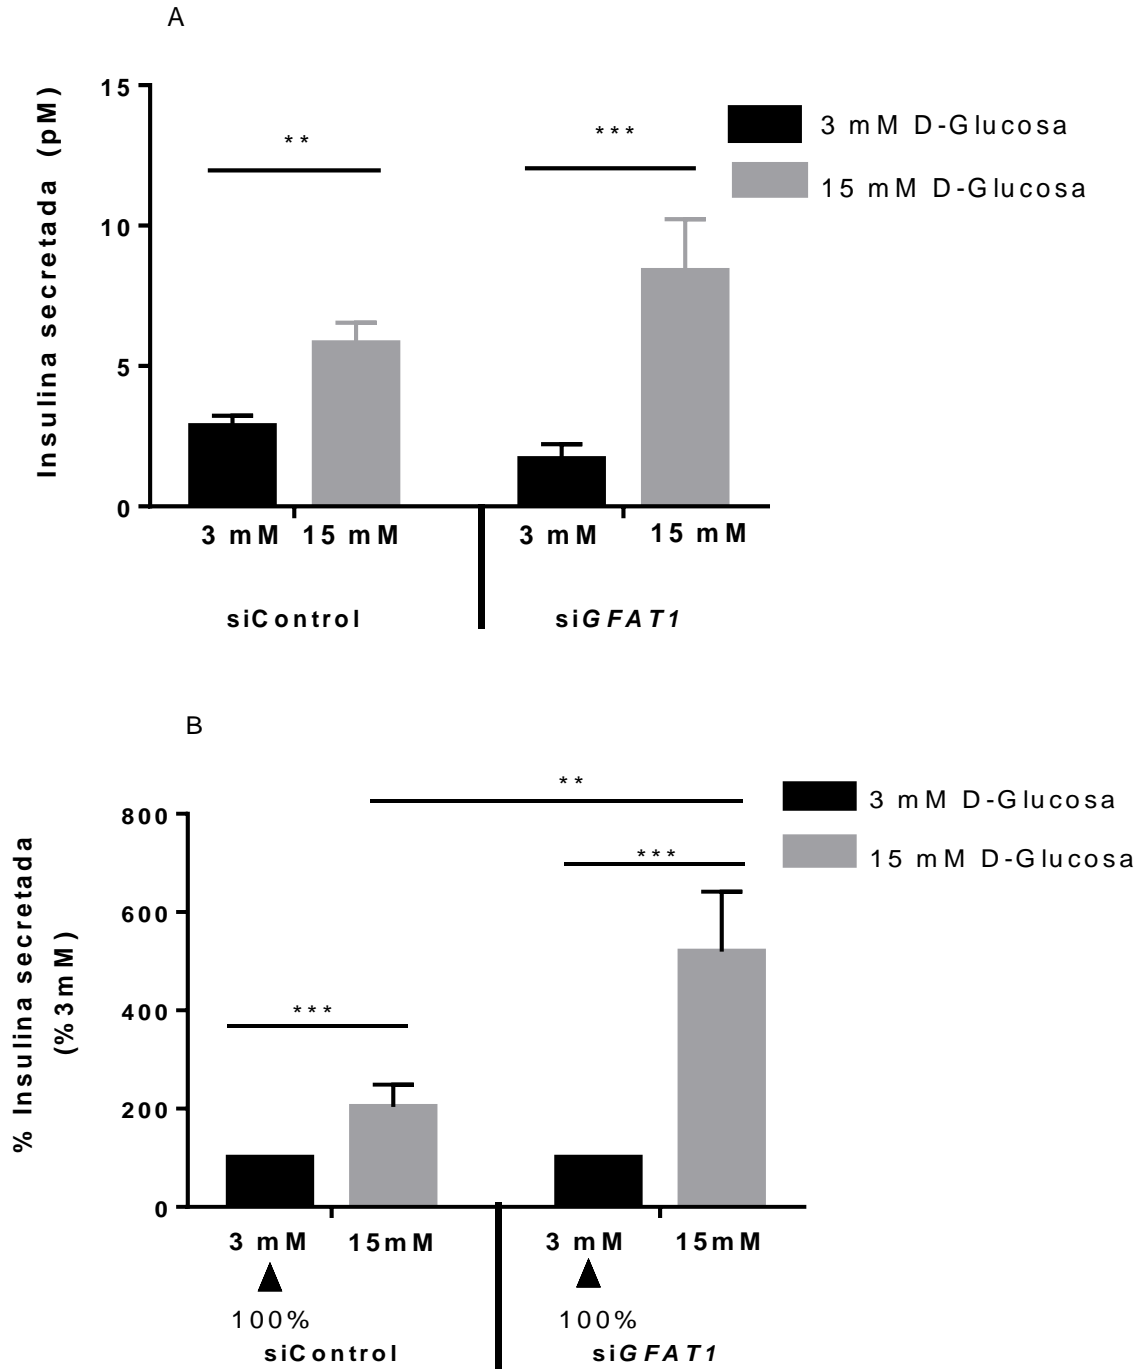 A
Insulina secretada (pM)
15
10
5
0
**
***
3 mM D-Glucosa
15 mM D-Glucosa
3 mM 15 mM 3 mM 15 mM
siControl siGFAT1
B
% Insulina secretada
(%3mM)
800
600
400
200
0
**
***
***
3 mM D-Glucosa
15 mM D-Glucosa
3 mM 15mM 3 mM 15mM
100% 100%
siControl siGFAT1